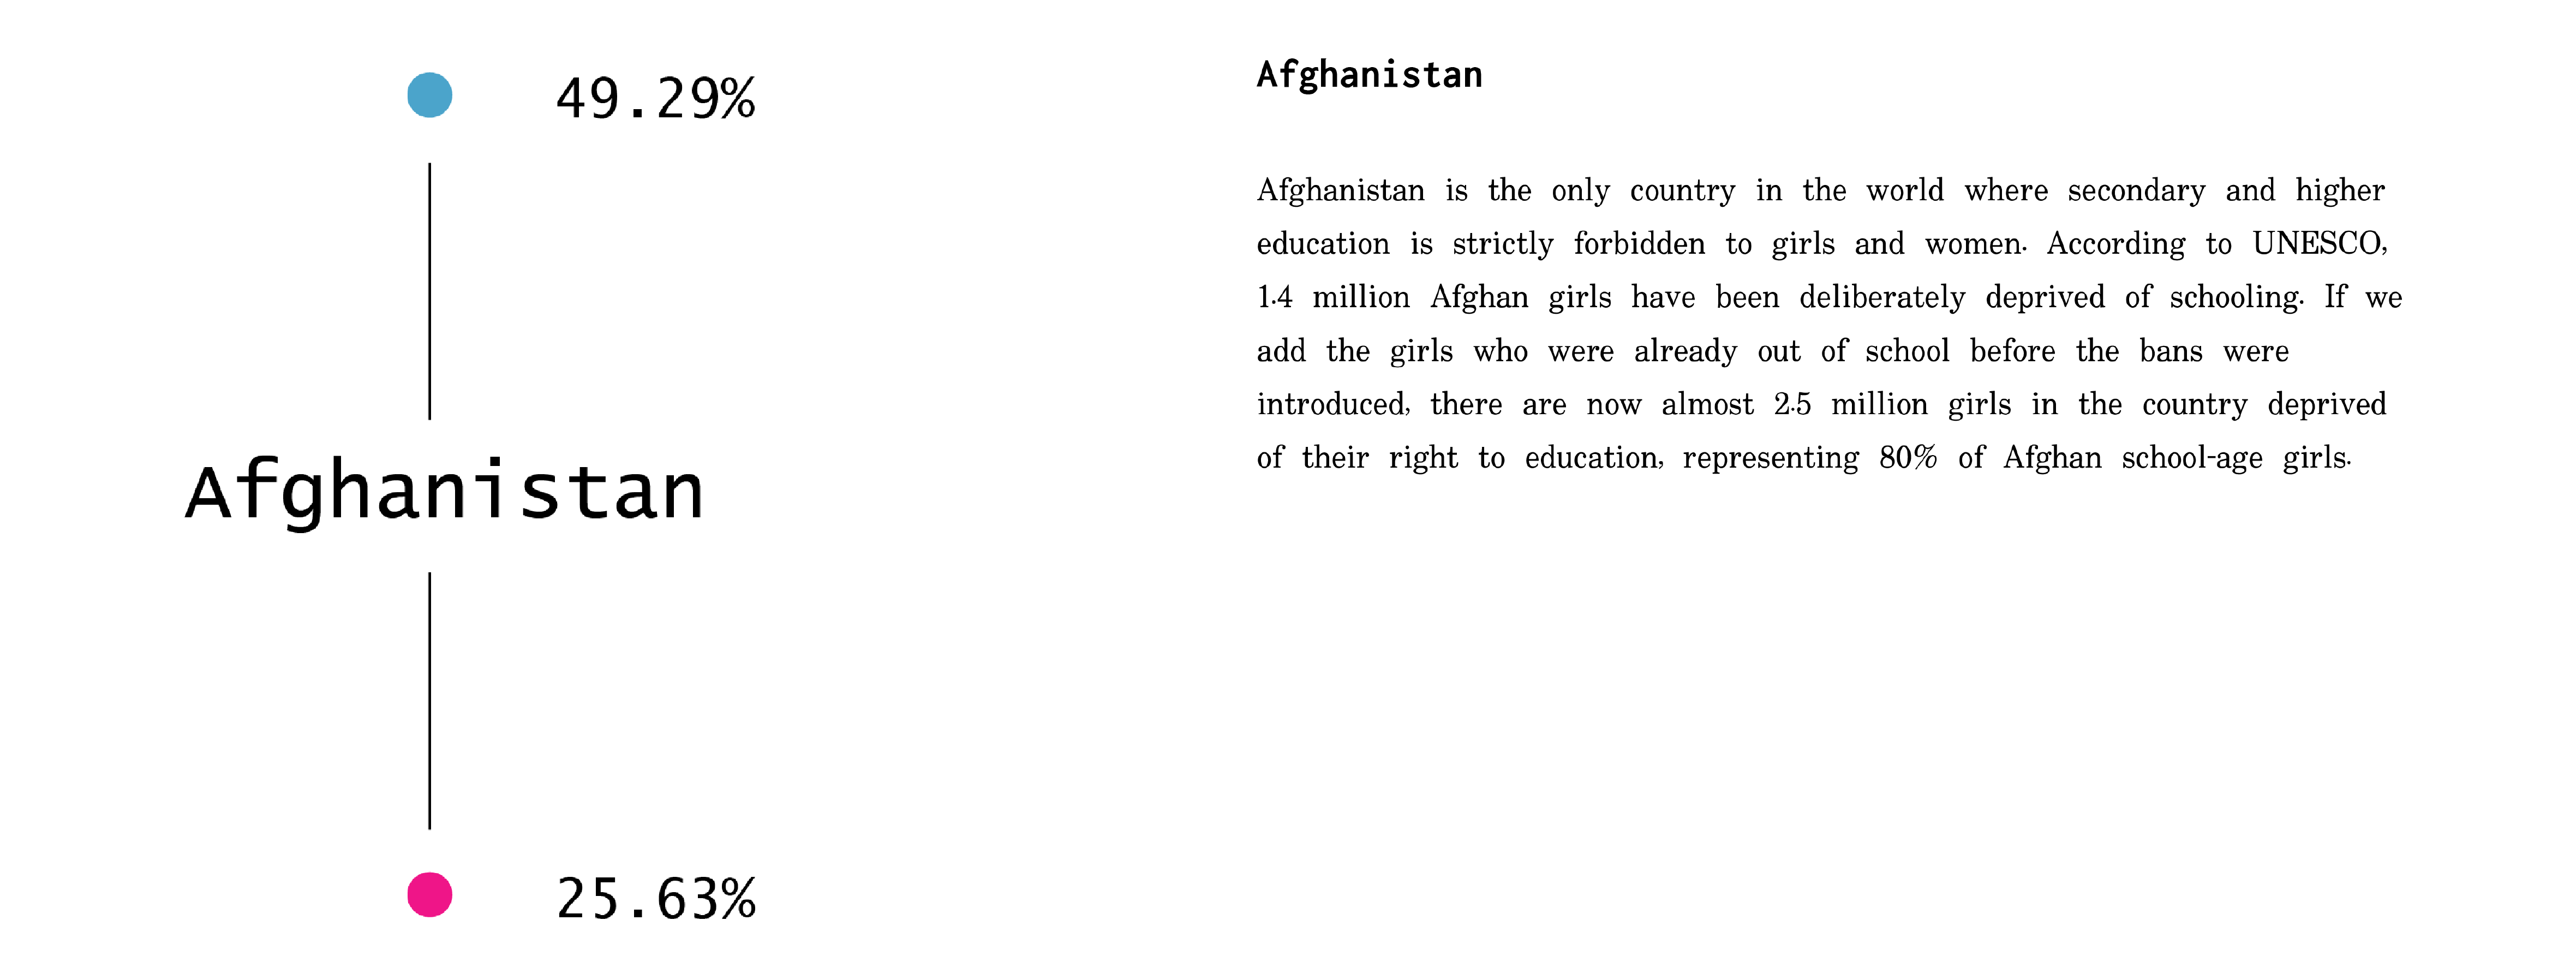 49.29%
Afghanistan
25.63%
Afghanistan
Afghanistan is the only country in the world where secondary and higher
education is strictly forbidden to girls and women. According to UNESCO,
1.4 million Afghan girls have been deliberately deprived of schooling. If we
add the girls who were already out of school before the bans were
introduced, there are now almost 2.5 million girls in the country deprived
of their right to education, representing 80% of Afghan school-age girls.